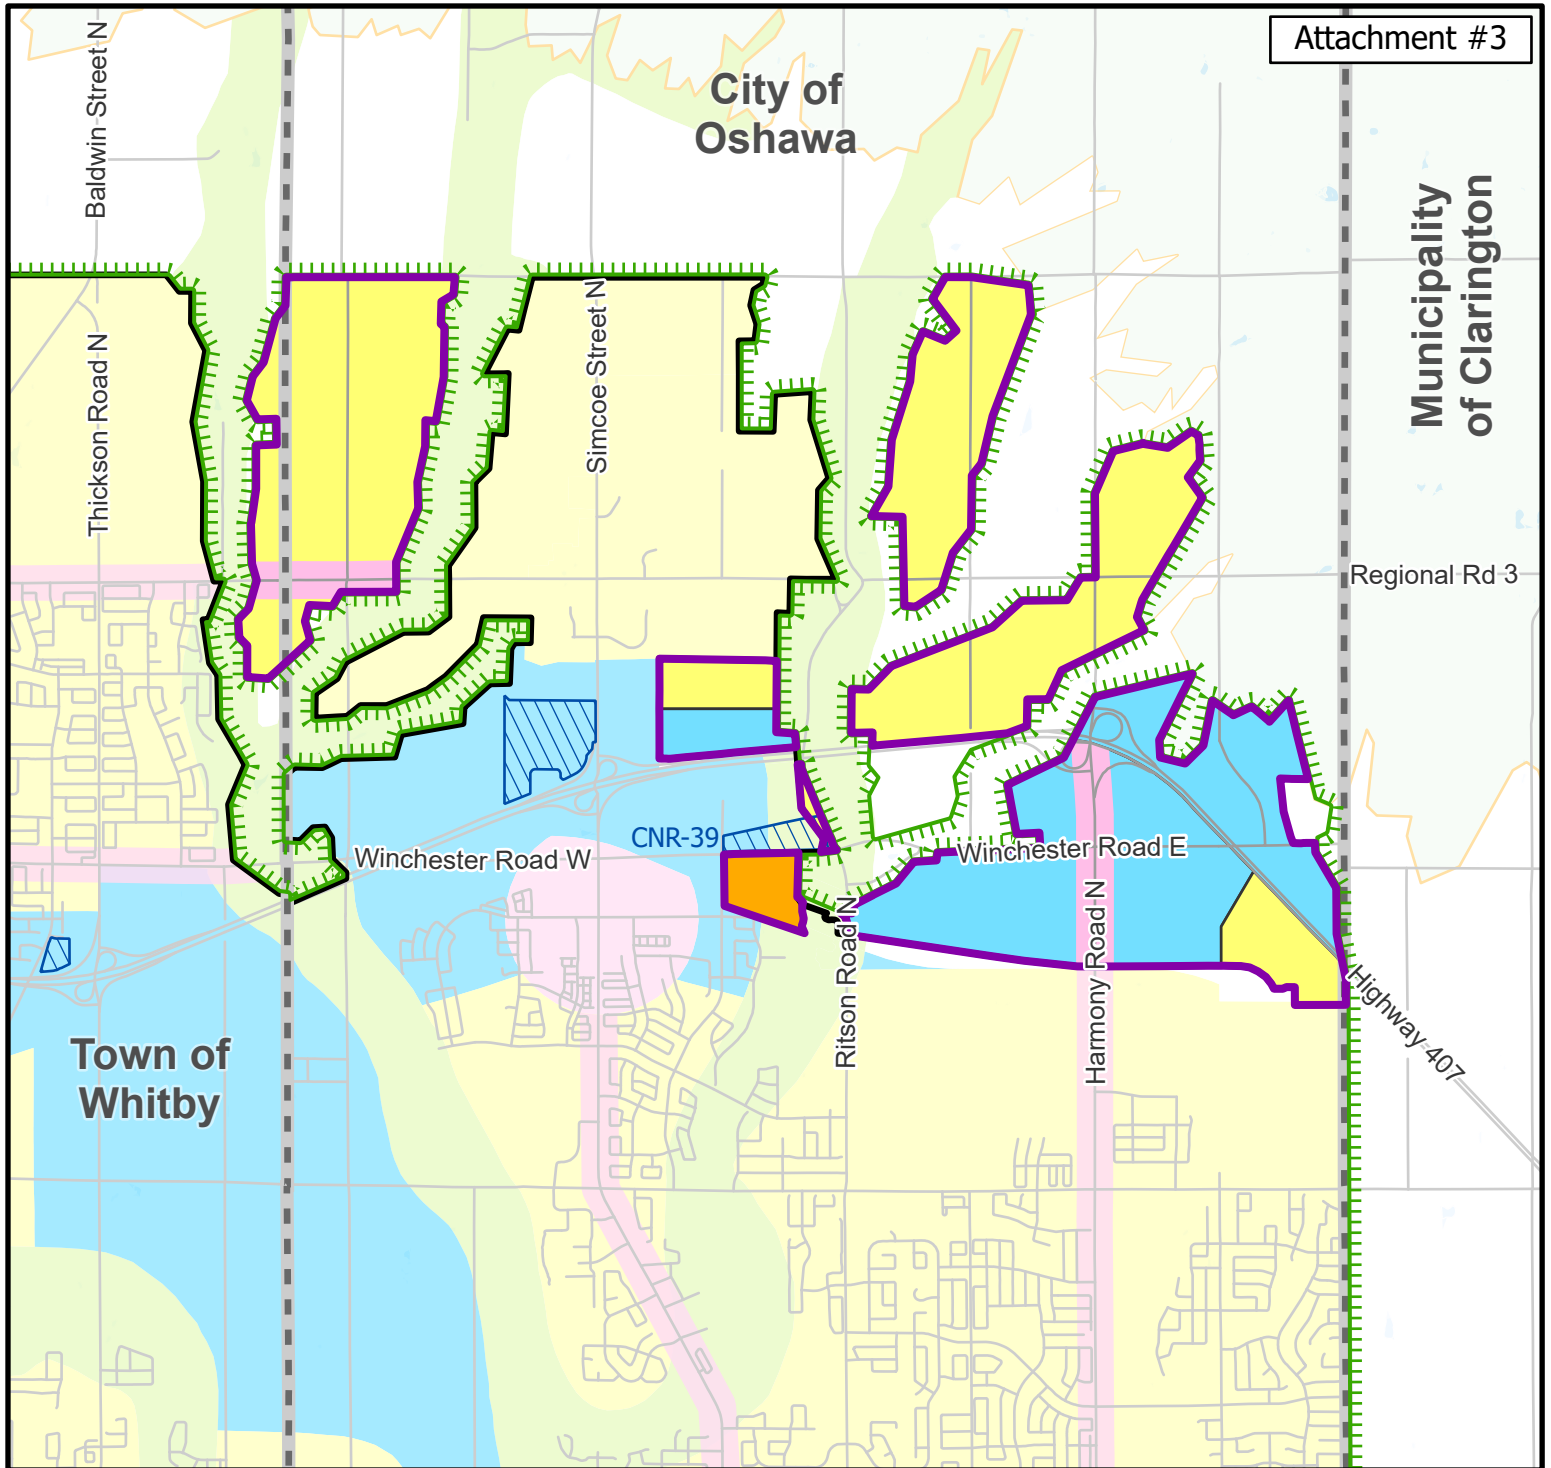 Attachment #3
Baldwin Street N
City of
Oshawa
Municipality
of Clarington
Thickson Road N
Simcoe Street N
Regional Rd 3
CNR-39
Winchester Road W
Winchester Road E
Ritson Road N
Harmony Road N
Highway 407
Town of
Whitby